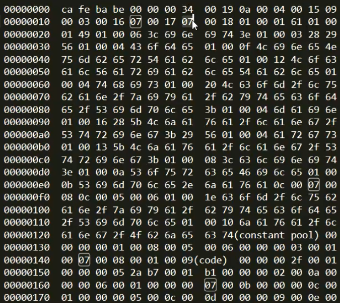 00000000 ca fe ba be 00 00 00 34 00 19 0a 00 04 00 15 09
00000010 00 03 00 16 07 00 17 07 00 18 01 00 01 61 01 00
00000020 01 49 01 00 06 3c 69 6e 69 74 3e 01 00 03 28 29
00000030 56 01 00 04 43 6f 64 65 01 00 0f 4c 69 6e 65 4e
00000040 75 6d 62 65 72 54 61 62 6c 65 01 00 12 4c 6f 63
00000050 61 6c 56 61 72 69 61 62 6c 65 54 61 62 6c 65 01
00000060 00 04 74 68 69 73 01 00 20 4c 63 6f 6d 2f 6c 75
00000070 62 61 6e 2f 7a 69 79 61 2f 62 79 74 65 63 6f 64
00000080 65 2f 53 69 6d 70 6c 65 3b 01 00 04 6d 61 69 6e
00000090 01 00 16 28 5b 4c 6a 61 76 61 2f 6c 61 6e 67 2f
000000a0 53 74 72 69 6e 67 3b 29 56 01 00 04 61 72 67 73
000000b0 01 00 13 5b 4c 6a 61 76 61 2f 6c 61 6e 67 2f 53
000000c0 74 72 69 6e 67 3b 01 00 08 3c 63 6c 69 6e 69 74
000000d0 3e 01 00 0a 53 6f 75 72 63 65 46 69 6c 65 01 00
000000e0 0b 53 69 6d 70 6c 65 2e 6a 61 76 61 0c 00 07 00
000000f0 08 0c 00 05 00 06 01 00 1e 63 6f 6d 2f 6c 75 62
00000100 61 6e 2f 7a 69 79 61 2f 62 79 74 65 63 6f 64 65
00000110 2f 53 69 6d 70 6c 65 01 00 10 6a 61 76 61 2f 6c
00000120 61 6e 67 2f 4f 62 6a 65 63 74(constant pool) 00
00000130 00 00 00 01 00 08 00 05 00 06 00 00 00 03 00 01
00000140 00 07 00 08 00 01 00 09(code) 00 00 00 2f 00 01
00000150 00 01 00 00 00 05 2a b7 00 01 b1 00 00 00 02 00 0a 00
00000160 00 00 06 00 01 00 00 00 07 00 0b 00 00 00 0c 00
00000170 01 00 00 00 05 00 0c 00 0d 00 00 00 09 00 0e 00